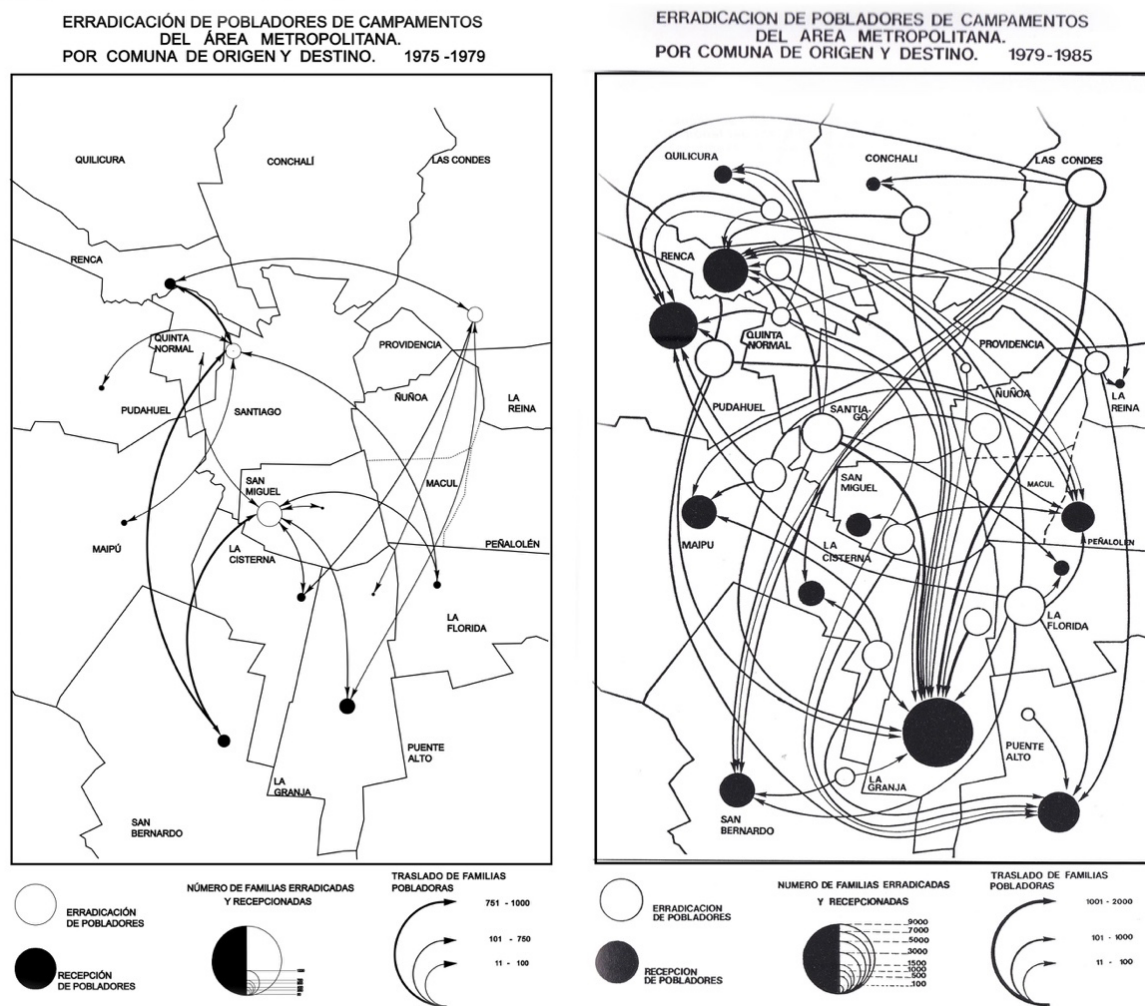 ERRADICACIÓN DE POBLADORES DE CAMPAMENTOS
DEL ÁREA METROPOLITANA.
POR COMUNA DE ORIGEN Y DESTINO. 1975 -1979
QUILICURA
CONCHALÍ
LAS CONDES
RENCA
QUINTA
NORMAL
PROVIDENCIA
PUDAHUEL
SANTIAGO
ÑUÑOA
LA
REINA
SAN
MIGUEL
MACUL
MAIPÚ
LA
CISTERNA
PEÑALOLÉN
LA
FLORIDA
PUENTE
ALTO
LA
GRANJA
SAN
BERNARDO
ERRADICACIÓN
DE POBLADORES
RECEPCIÓN
DE POBLADORES
NÚMERO DE FAMILIAS ERRADICADAS
Y RECEPCIONADAS
TRASLADO DE FAMILIAS
POBLADORAS
751 - 1000
101 - 750
11 - 100
ERRADICACION DE POBLADORES DE CAMPAMENTOS
DEL AREA METROPOLITANA.
POR COMUNA DE ORIGEN Y DESTINO. 1979-1985
QUILICURA
CONCHALI
LAS CONDES
RENCA
QUINTA
NORMAL
PROVIDENCIA
ÑUÑOA
LA
REINA
PUDAHUEL
SANTIA-
GO
SAN
MIGUEL
MACUL
MAIPU
LA
CISTERNA
PEÑALOLEN
LA
FLORIDA
PUENTE
ALTO
LA
GRANJA
SAN
BERNARDO
ERRADICACION
DE POBLADORES
RECEPCIÓN
DE POBLADORES
NUMERO DE FAMILIAS ERRADICADAS
Y RECEPCIONADAS
9000
7000
5000
3000
1500
1000
500
100
TRASLADO DE FAMILIAS
POBLADORAS
1001 - 2000
101 - 1000
11 - 100